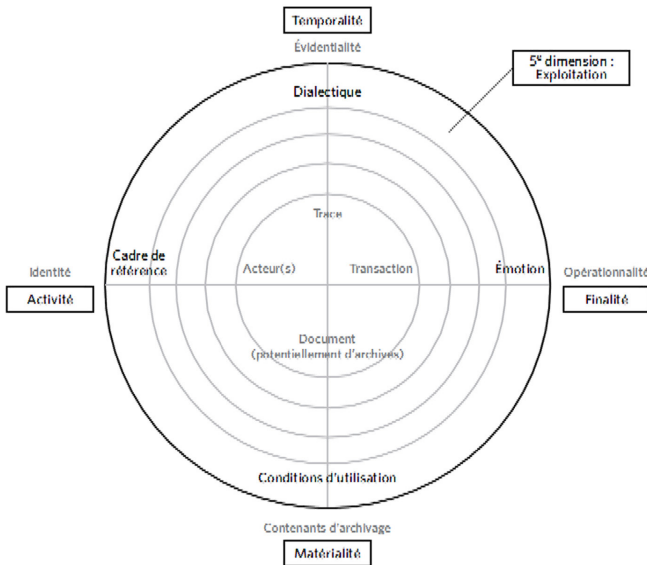 Temporalité
Évidentialité
5e dimension :
Exploitation
Dialectique
Trace
Cadre de
référence
Acteur(s)
Transaction
Émotion
Identité
Activité
Opérationnalité
Finalité
Document
(potentiellement d'archives)
Conditions d'utilisation
Contenants d'archivage
Matérialité